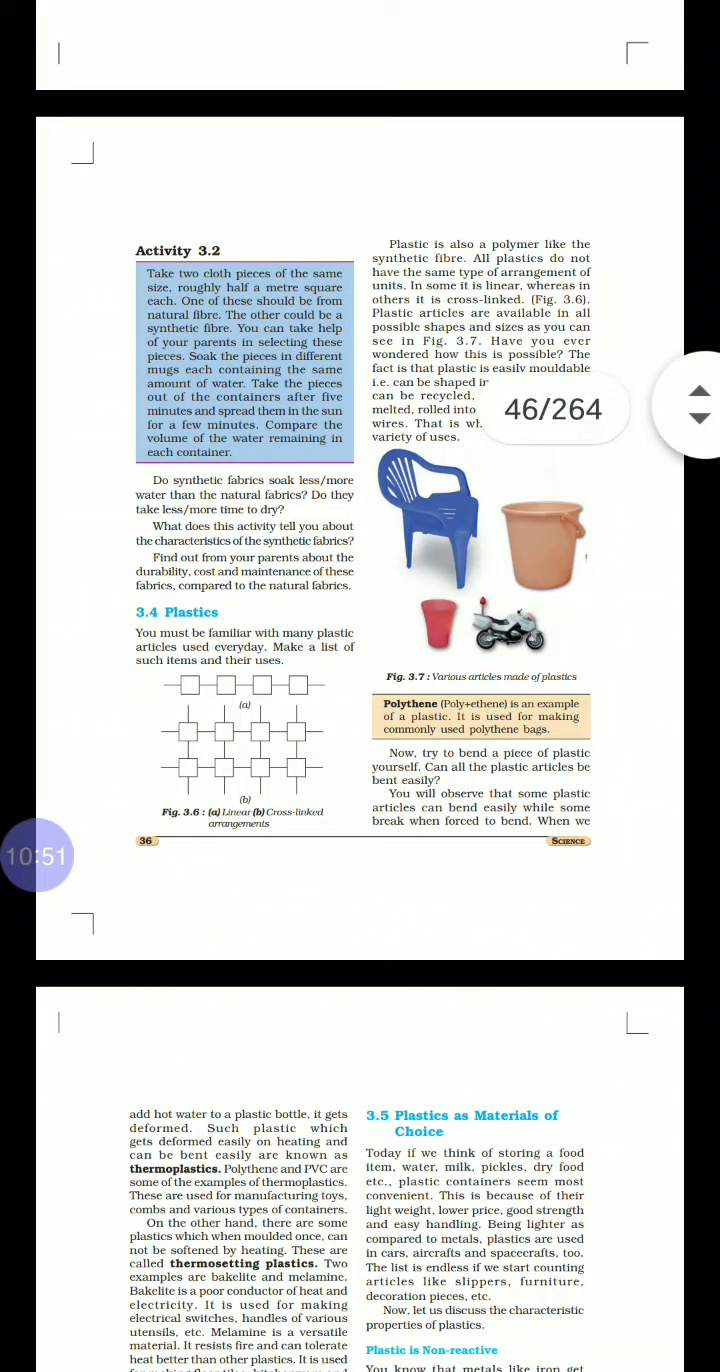 Activity 3.2
Take two cloth pieces of the same
size, roughly half a metre square
each. One of these should be from
natural fibre. The other could be a
synthetic fibre. You can take help
of your parents in selecting these
pieces. Soak the pieces in different
mugs each containing the same
amount of water. Take the pieces
out of the containers after five
minutes and spread them in the sun
for a few minutes. Compare the
volume of the water remaining in
each container.
Do synthetic fabrics soak less/more
water than the natural fabrics? Do they
take less/more time to dry?
What does this activity tell you about
the characteristics of the synthetic fabrics?
Find out from your parents about the
durability, cost and maintenance of these
fabrics, compared to the natural fabrics.
3.4 Plastics
You must be familiar with many plastic
articles used everyday. Make a list of
such items and their uses.
(a)
(b)
Fig. 3.6 : (a) Linear (b) Cross-linked
arrangements
Plastic is also a polymer like the
synthetic fibre. All plastics do not
have the same type of arrangement of
units. In some it is linear, whereas in
others it is cross-linked. (Fig. 3.6).
Plastic articles are available in all
possible shapes and sizes as you can
see in Fig. 3.7. Have you ever
wondered how this is possible? The
fact is that plastic is easily mouldable
i.e. can be shaped
can be recycled,
melted, rolled into
wires. That is
variety of uses.
46/264
Fig. 3.7 : Various articles made of plastics
Polythene (Poly+ethene) is an example
of a plastic. It is used for making
commonly used polythene bags.
Now, try to bend a piece of plastic
yourself. Can all the plastic articles be
bent easily?
You will observe that some plastic
articles can bend easily while some
break when forced to bend. When we
36
SCIENCE
10:51
add hot water to a plastic bottle, it gets
deformed. Such plastic which
gets deformed easily on heating and
can be bent easily are known as
thermoplastics. Polythene and PVC are
some of the examples of thermoplastics.
These are used for manufacturing toys,
combs and various types of containers.
On the other hand, there are some
plastics which when moulded once, can
not be softened by heating. These are
called thermosetting plastics. Two
examples are bakelite and melamine.
Bakelite is a poor conductor of heat and
electricity. It is used for making
electrical switches, handles of various
utensils, etc. Melamine is a versatile
material. It resists fire and can tolerate
heat better than other plastics. It is used
3.5 Plastics as Materials of
Choice
Today if we think of storing a food
item, water, milk, pickles, dry food
etc., plastic containers seem most
convenient. This is because of their
light weight, lower price, good strength
and easy handling. Being lighter as
compared to metals, plastics are used
in cars, aircrafts and spacecrafts, too.
The list is endless if we start counting
articles like slippers, furniture,
decoration pieces, etc.
Now, let us discuss the characteristic
properties of plastics.
Plastic is Non-reactive
You know that metals like iron get